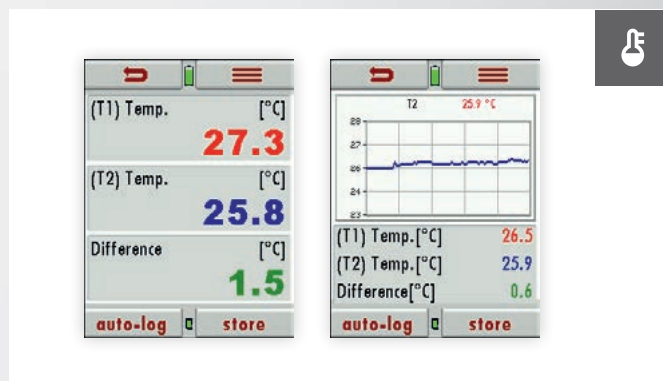 (T1) Temp. [°C]
27.3
(T2) Temp. [°C]
25.8
Difference [°C]
1.5
auto-log store
T2 25.9 °C
28
27
26
24
23
(T1) Temp.[°C] 26.5
(T2) Temp.[°C] 25.9
Difference[°C] 0.6
auto-log store